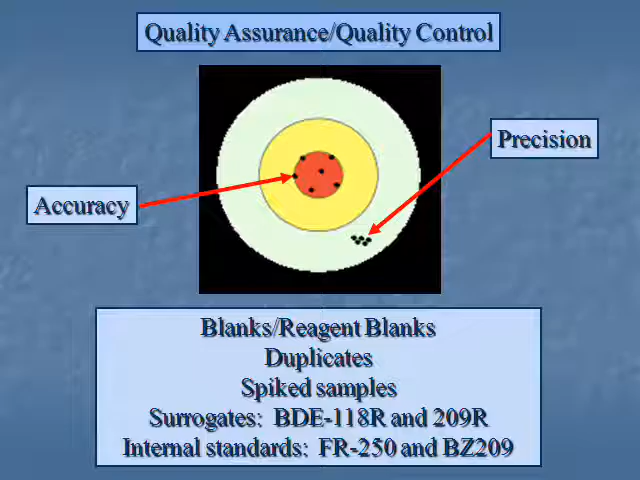 Quality Assurance/Quality Control
Precision
Accuracy
Blanks/Reagent Blanks
Duplicates
Spiked samples
Surrogates: BDE-118R and 209R
Internal standards: FR-250 and BZ209